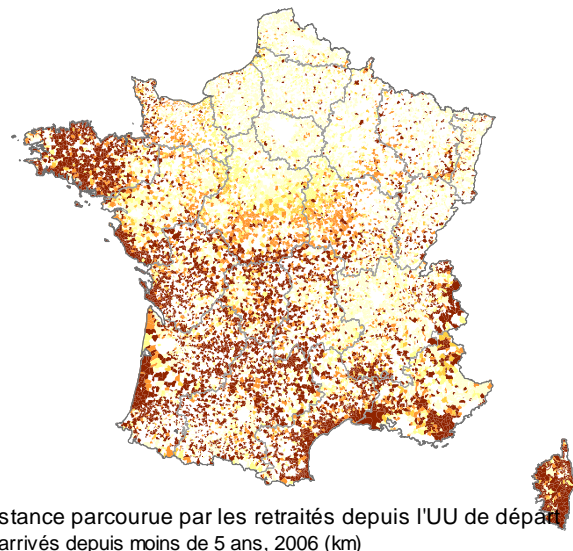 stance parcourue par les retraités depuis l'UU de départ
arrivés depuis moins de 5 ans, 2006 (km)